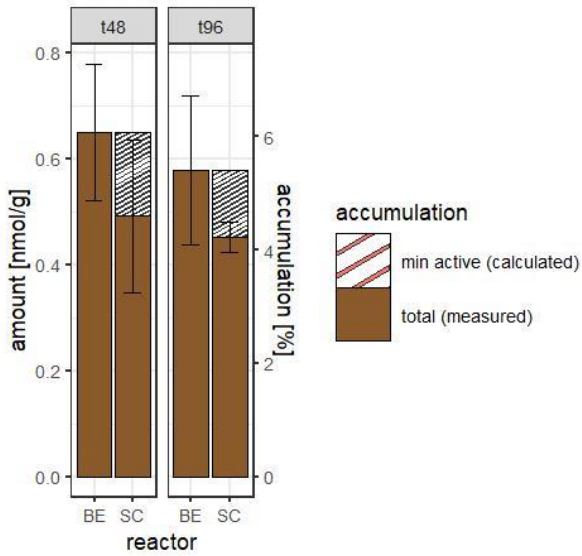 t48
t96
0.8
0.6
0.4
0.2
0.0
amount [nmol/g]
6
4
2
0
accumulation [%]
BE SC
BE SC
reactor
accumulation
min active (calculated)
total (measured)